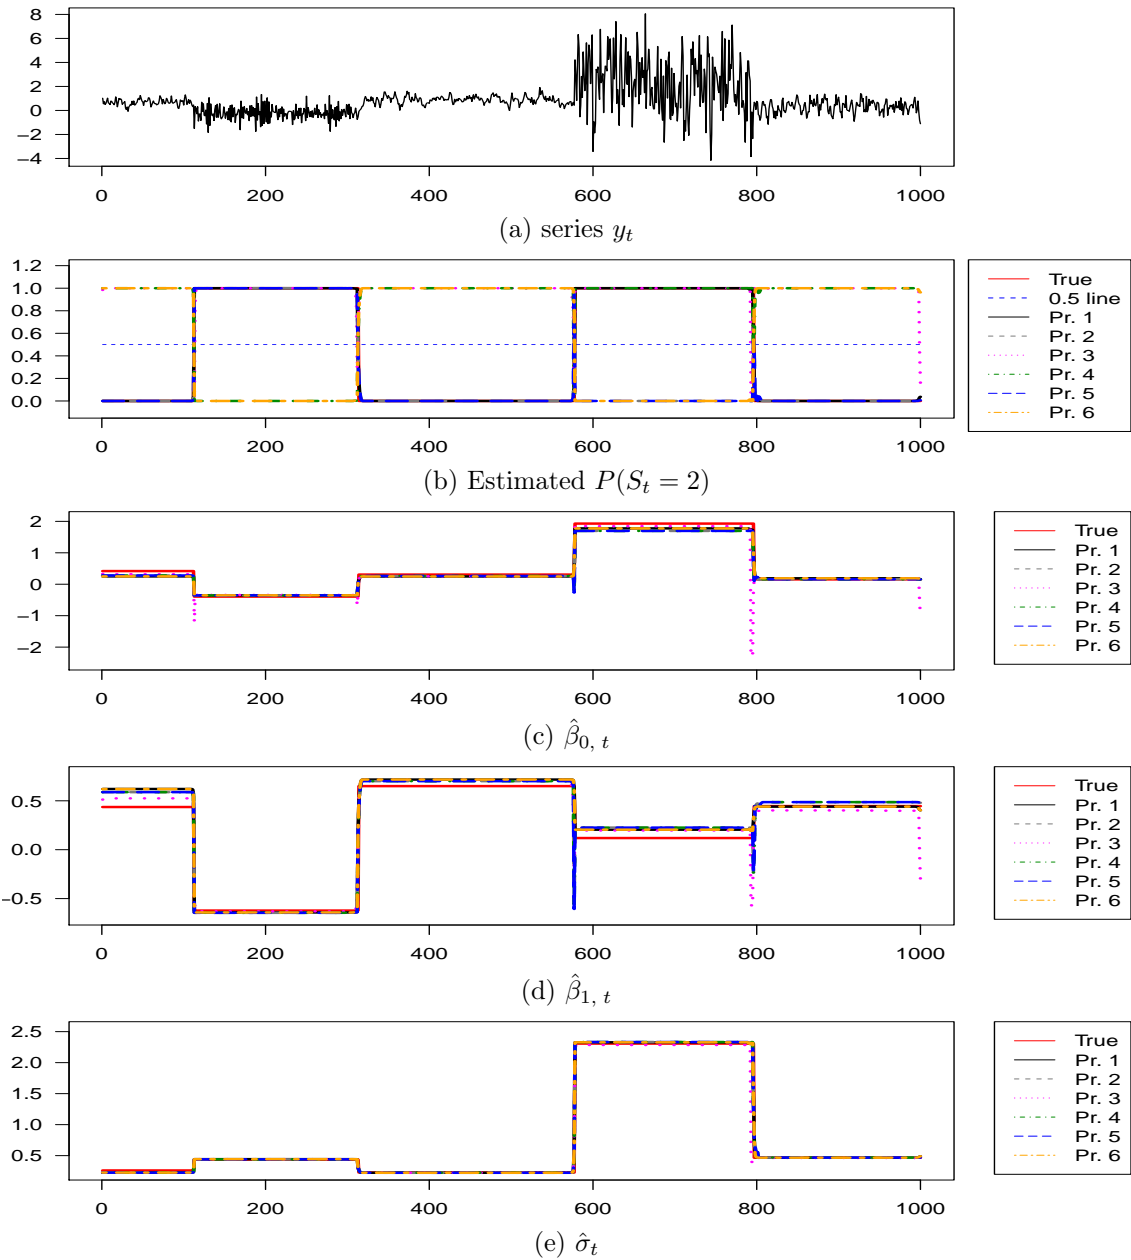 8
6
4
2
0
−2
−4
0 200 400 600 800 1000
(a) series y_t
1.2
1.0
0.8
0.6
0.4
0.2
0.0
0 200 400 600 800 1000
True
0.5 line
Pr. 1
Pr. 2
Pr. 3
Pr. 4
Pr. 5
Pr. 6
(b) Estimated P(S_t = 2)
2
1
0
−1
−2
0 200 400 600 800 1000
True
Pr. 1
Pr. 2
Pr. 3
Pr. 4
Pr. 5
Pr. 6
(c) β̂_{0, t}
0.5
0.0
−0.5
0 200 400 600 800 1000
True
Pr. 1
Pr. 2
Pr. 3
Pr. 4
Pr. 5
Pr. 6
(d) β̂_{1, t}
2.5
2.0
1.5
1.0
0.5
0 200 400 600 800 1000
True
Pr. 1
Pr. 2
Pr. 3
Pr. 4
Pr. 5
Pr. 6
(e) σ̂_t